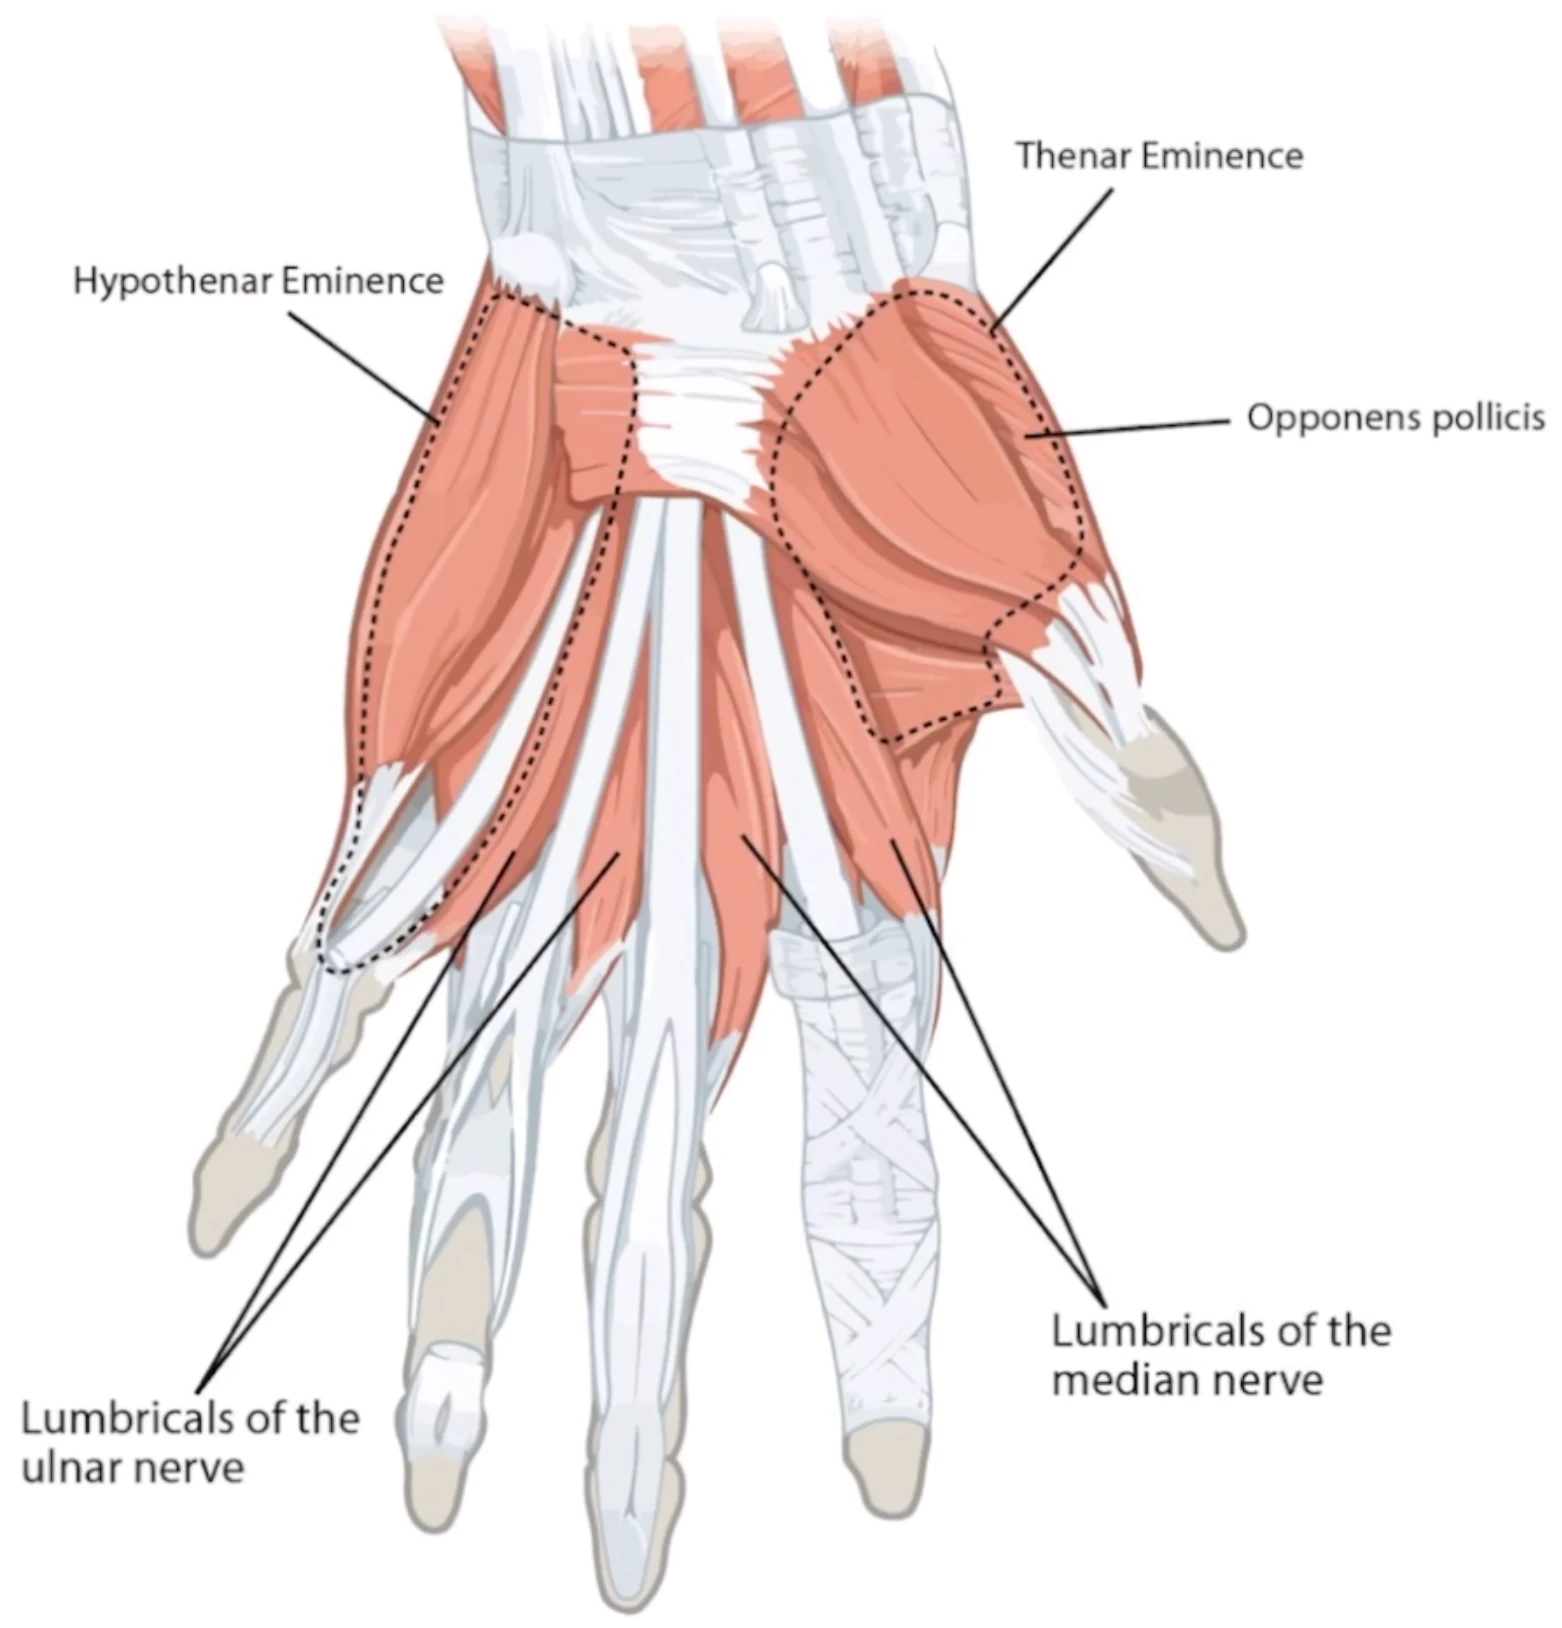 Thenar Eminence
Hypothenar Eminence
Opponens pollicis
Lumbricals of the
median nerve
Lumbricals of the
ulnar nerve